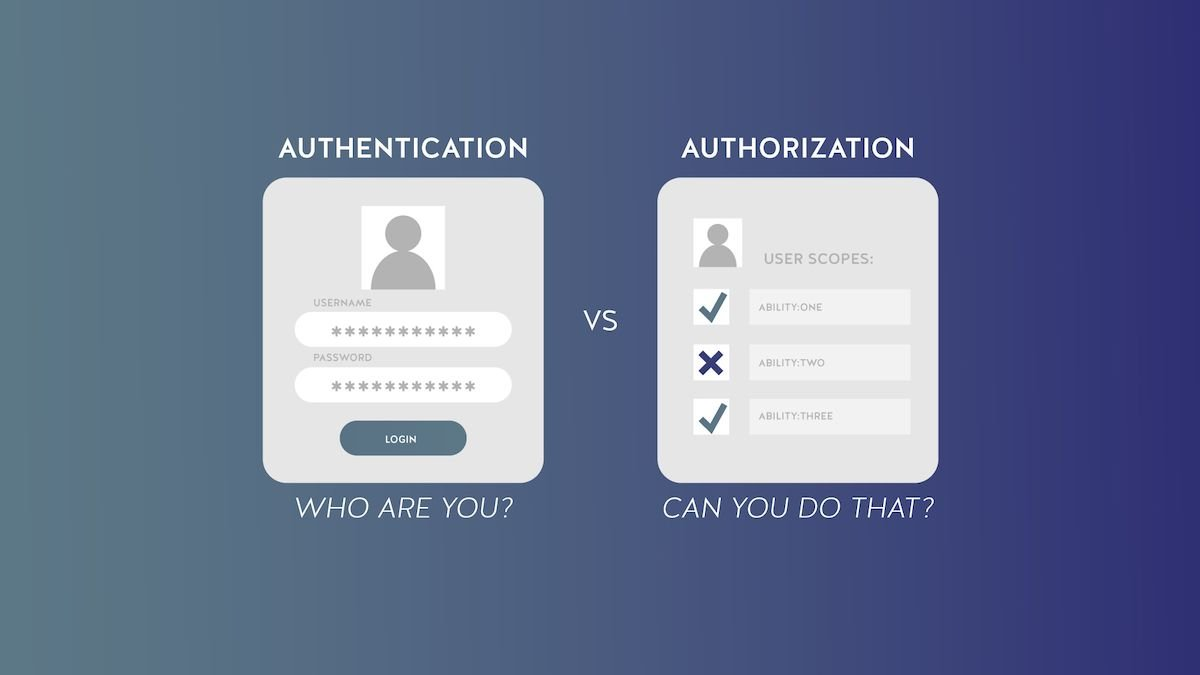 AUTHENTICATION
USERNAME
***********
PASSWORD
***********
LOGIN
WHO ARE YOU?
VS
AUTHORIZATION
USER SCOPES:
ABILITY:ONE
ABILITY:TWO
ABILITY:THREE
CAN YOU DO THAT?